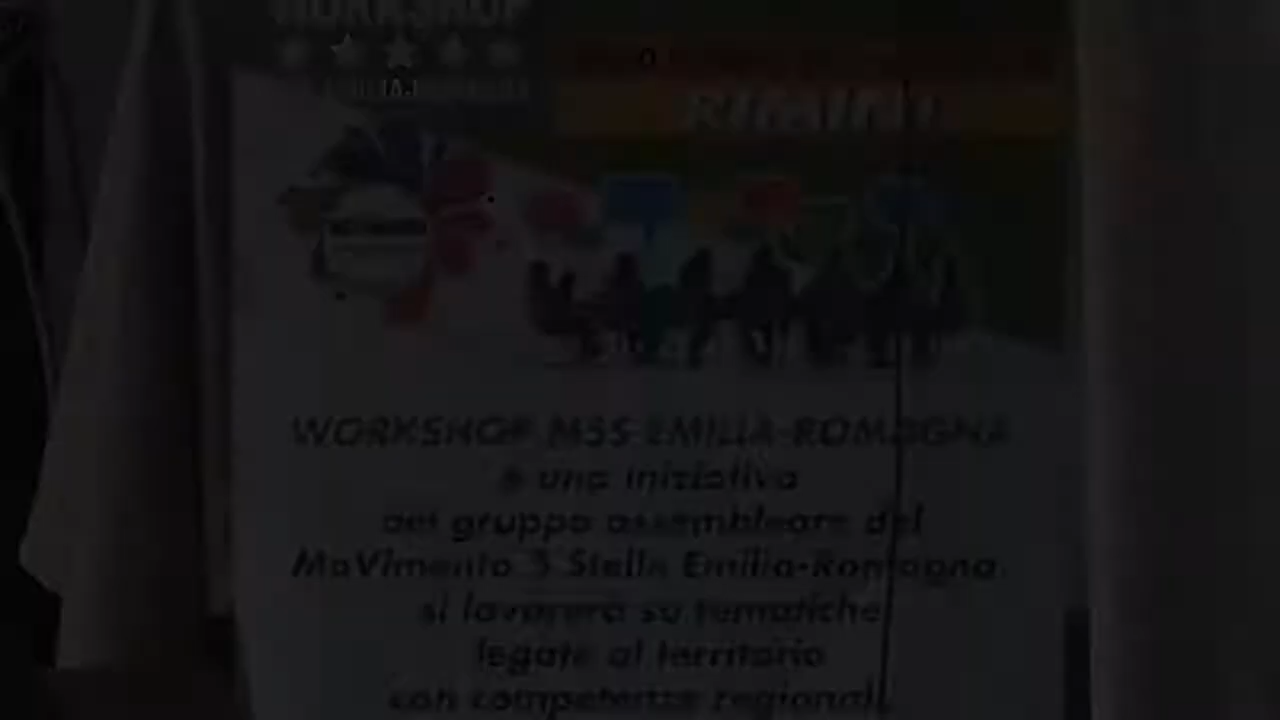 WORKSHOP
RIMINI
WORKSHOP M5S EMILIA-ROMAGNA
è una iniziativa
del gruppo assembleare del
MoVimento 5 Stelle Emilia-Romagna.
si lavorerà su tematiche
legate al territorio
con competenze regionali